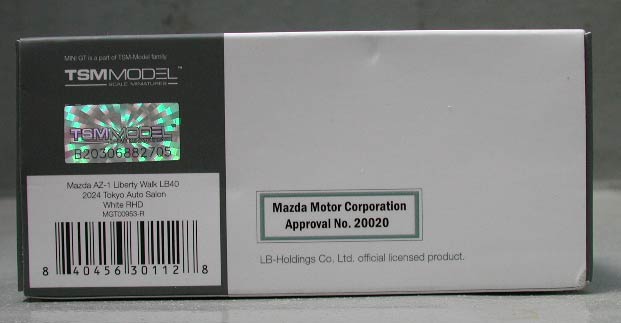 MINI GT is a part of TSM-Model family
TSMMODEL™
SCALE MINIATURES
TSMMODEL™
B20306882705
Mazda AZ-1 Liberty Walk LB40
2024 Tokyo Auto Salon
White RHD
MGT00953-R
8 40456 30112 8
Mazda Motor Corporation
Approval No. 20020
LB-Holdings Co, Ltd. official licensed product.